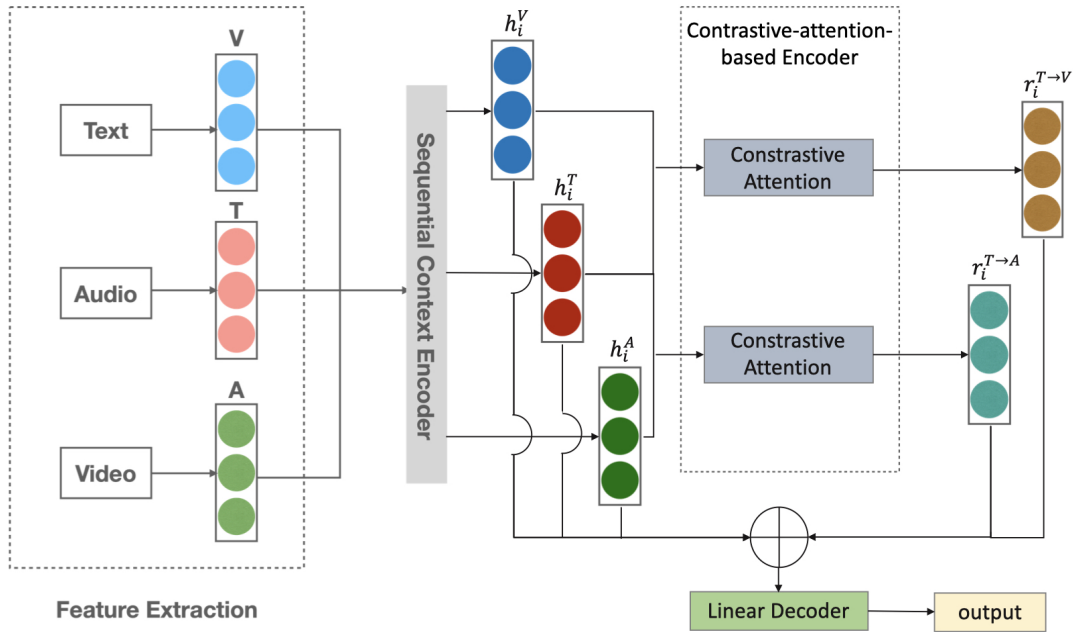 V
Text
T
Audio
A
Video
Feature Extraction
Sequential Context Encoder
h_i^V
h_i^T
h_i^A
Contrastive-attention-
based Encoder
Constrastive
Attention
Constrastive
Attention
r_i^{T→V}
r_i^{T→A}
Linear Decoder
output